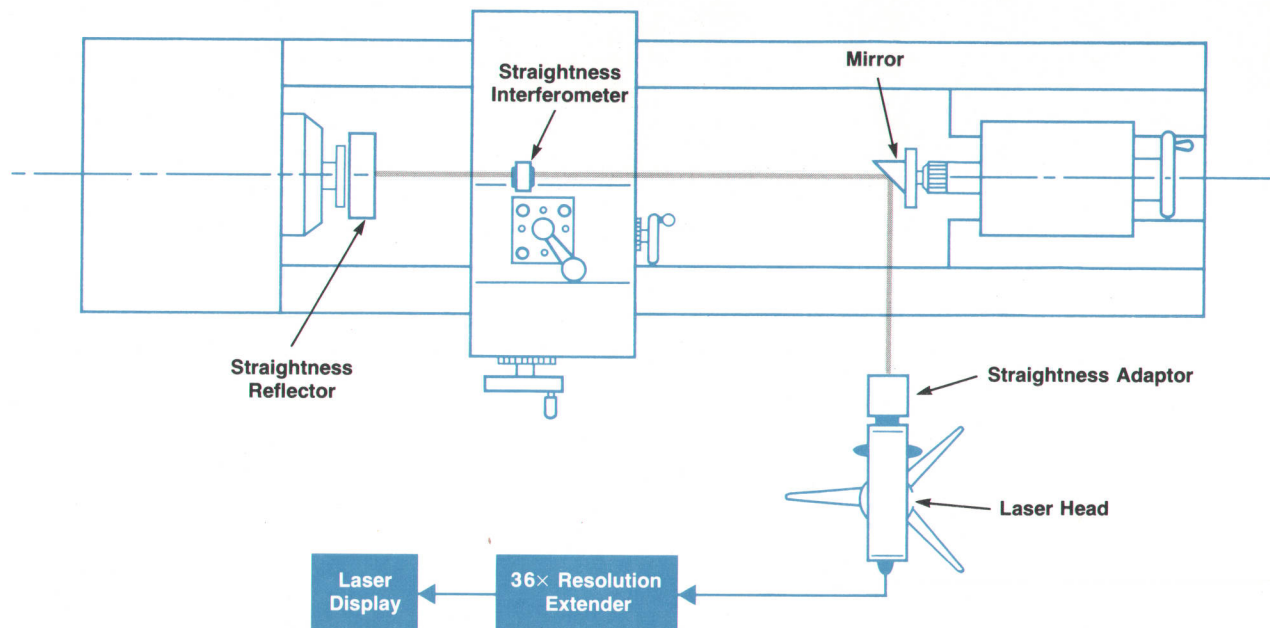 Straightness
Interferometer
Mirror
Straightness
Reflector
Straightness Adaptor
Laser Head
Laser
Display
36× Resolution
Extender